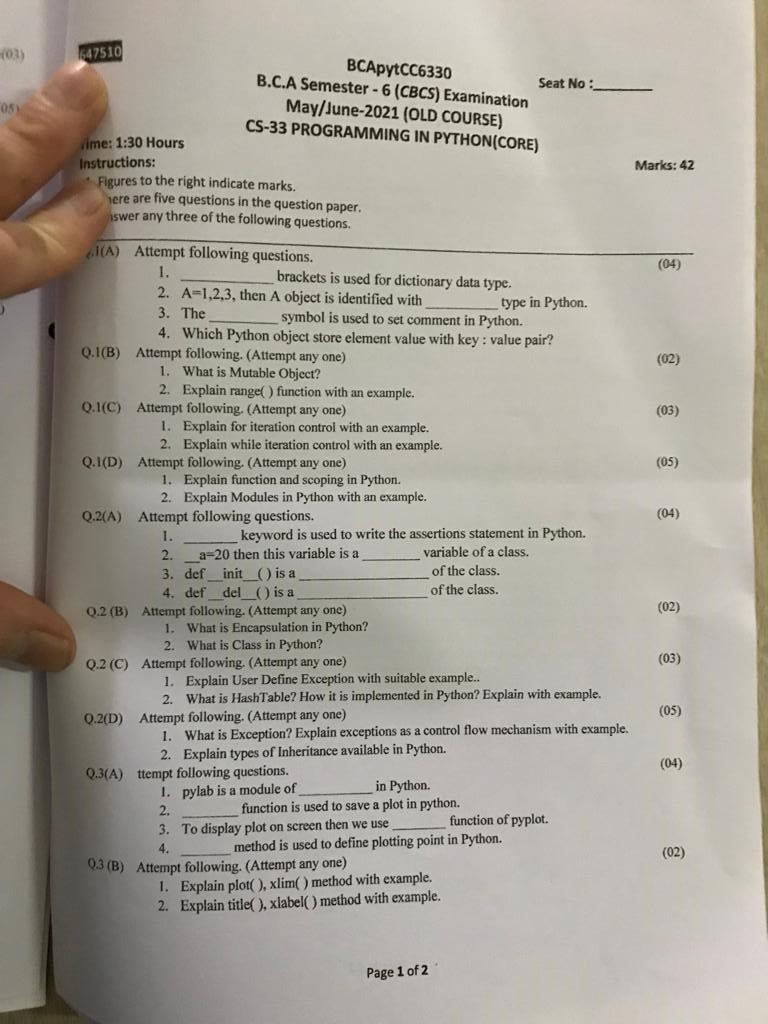 (03)
05)
647510
BCApytCC6330
B.C.A Semester - 6 (CBCS) Examination
Seat No :_______
May/June-2021 (OLD COURSE)
CS-33 PROGRAMMING IN PYTHON(CORE)
ime: 1:30 Hours
Marks: 42
Instructions:
Figures to the right indicate marks.
ere are five questions in the question paper.
swer any three of the following questions.
.1(A) Attempt following questions. (04)
1. ____________ brackets is used for dictionary data type.
2. A=1,2,3, then A object is identified with _________ type in Python.
3. The _________ symbol is used to set comment in Python.
4. Which Python object store element value with key : value pair?
Q.1(B) Attempt following. (Attempt any one) (02)
1. What is Mutable Object?
2. Explain range( ) function with an example.
Q.1(C) Attempt following. (Attempt any one) (03)
1. Explain for iteration control with an example.
2. Explain while iteration control with an example.
Q.1(D) Attempt following. (Attempt any one) (05)
1. Explain function and scoping in Python.
2. Explain Modules in Python with an example.
Q.2(A) Attempt following questions. (04)
1. _______ keyword is used to write the assertions statement in Python.
2. __a=20 then this variable is a _______ variable of a class.
3. def __init__( ) is a ________________ of the class.
4. def __del__( ) is a ________________ of the class.
Q.2 (B) Attempt following. (Attempt any one) (02)
1. What is Encapsulation in Python?
2. What is Class in Python?
Q.2 (C) Attempt following. (Attempt any one) (03)
1. Explain User Define Exception with suitable example..
2. What is HashTable? How it is implemented in Python? Explain with example.
Q.2(D) Attempt following. (Attempt any one) (05)
1. What is Exception? Explain exceptions as a control flow mechanism with example.
2. Explain types of Inheritance available in Python.
Q.3(A) ttempt following questions. (04)
1. pylab is a module of _________ in Python.
2. _______ function is used to save a plot in python.
3. To display plot on screen then we use _______ function of pyplot.
4. _______ method is used to define plotting point in Python.
Q.3 (B) Attempt following. (Attempt any one) (02)
1. Explain plot( ), xlim( ) method with example.
2. Explain title( ), xlabel( ) method with example.
Page 1 of 2